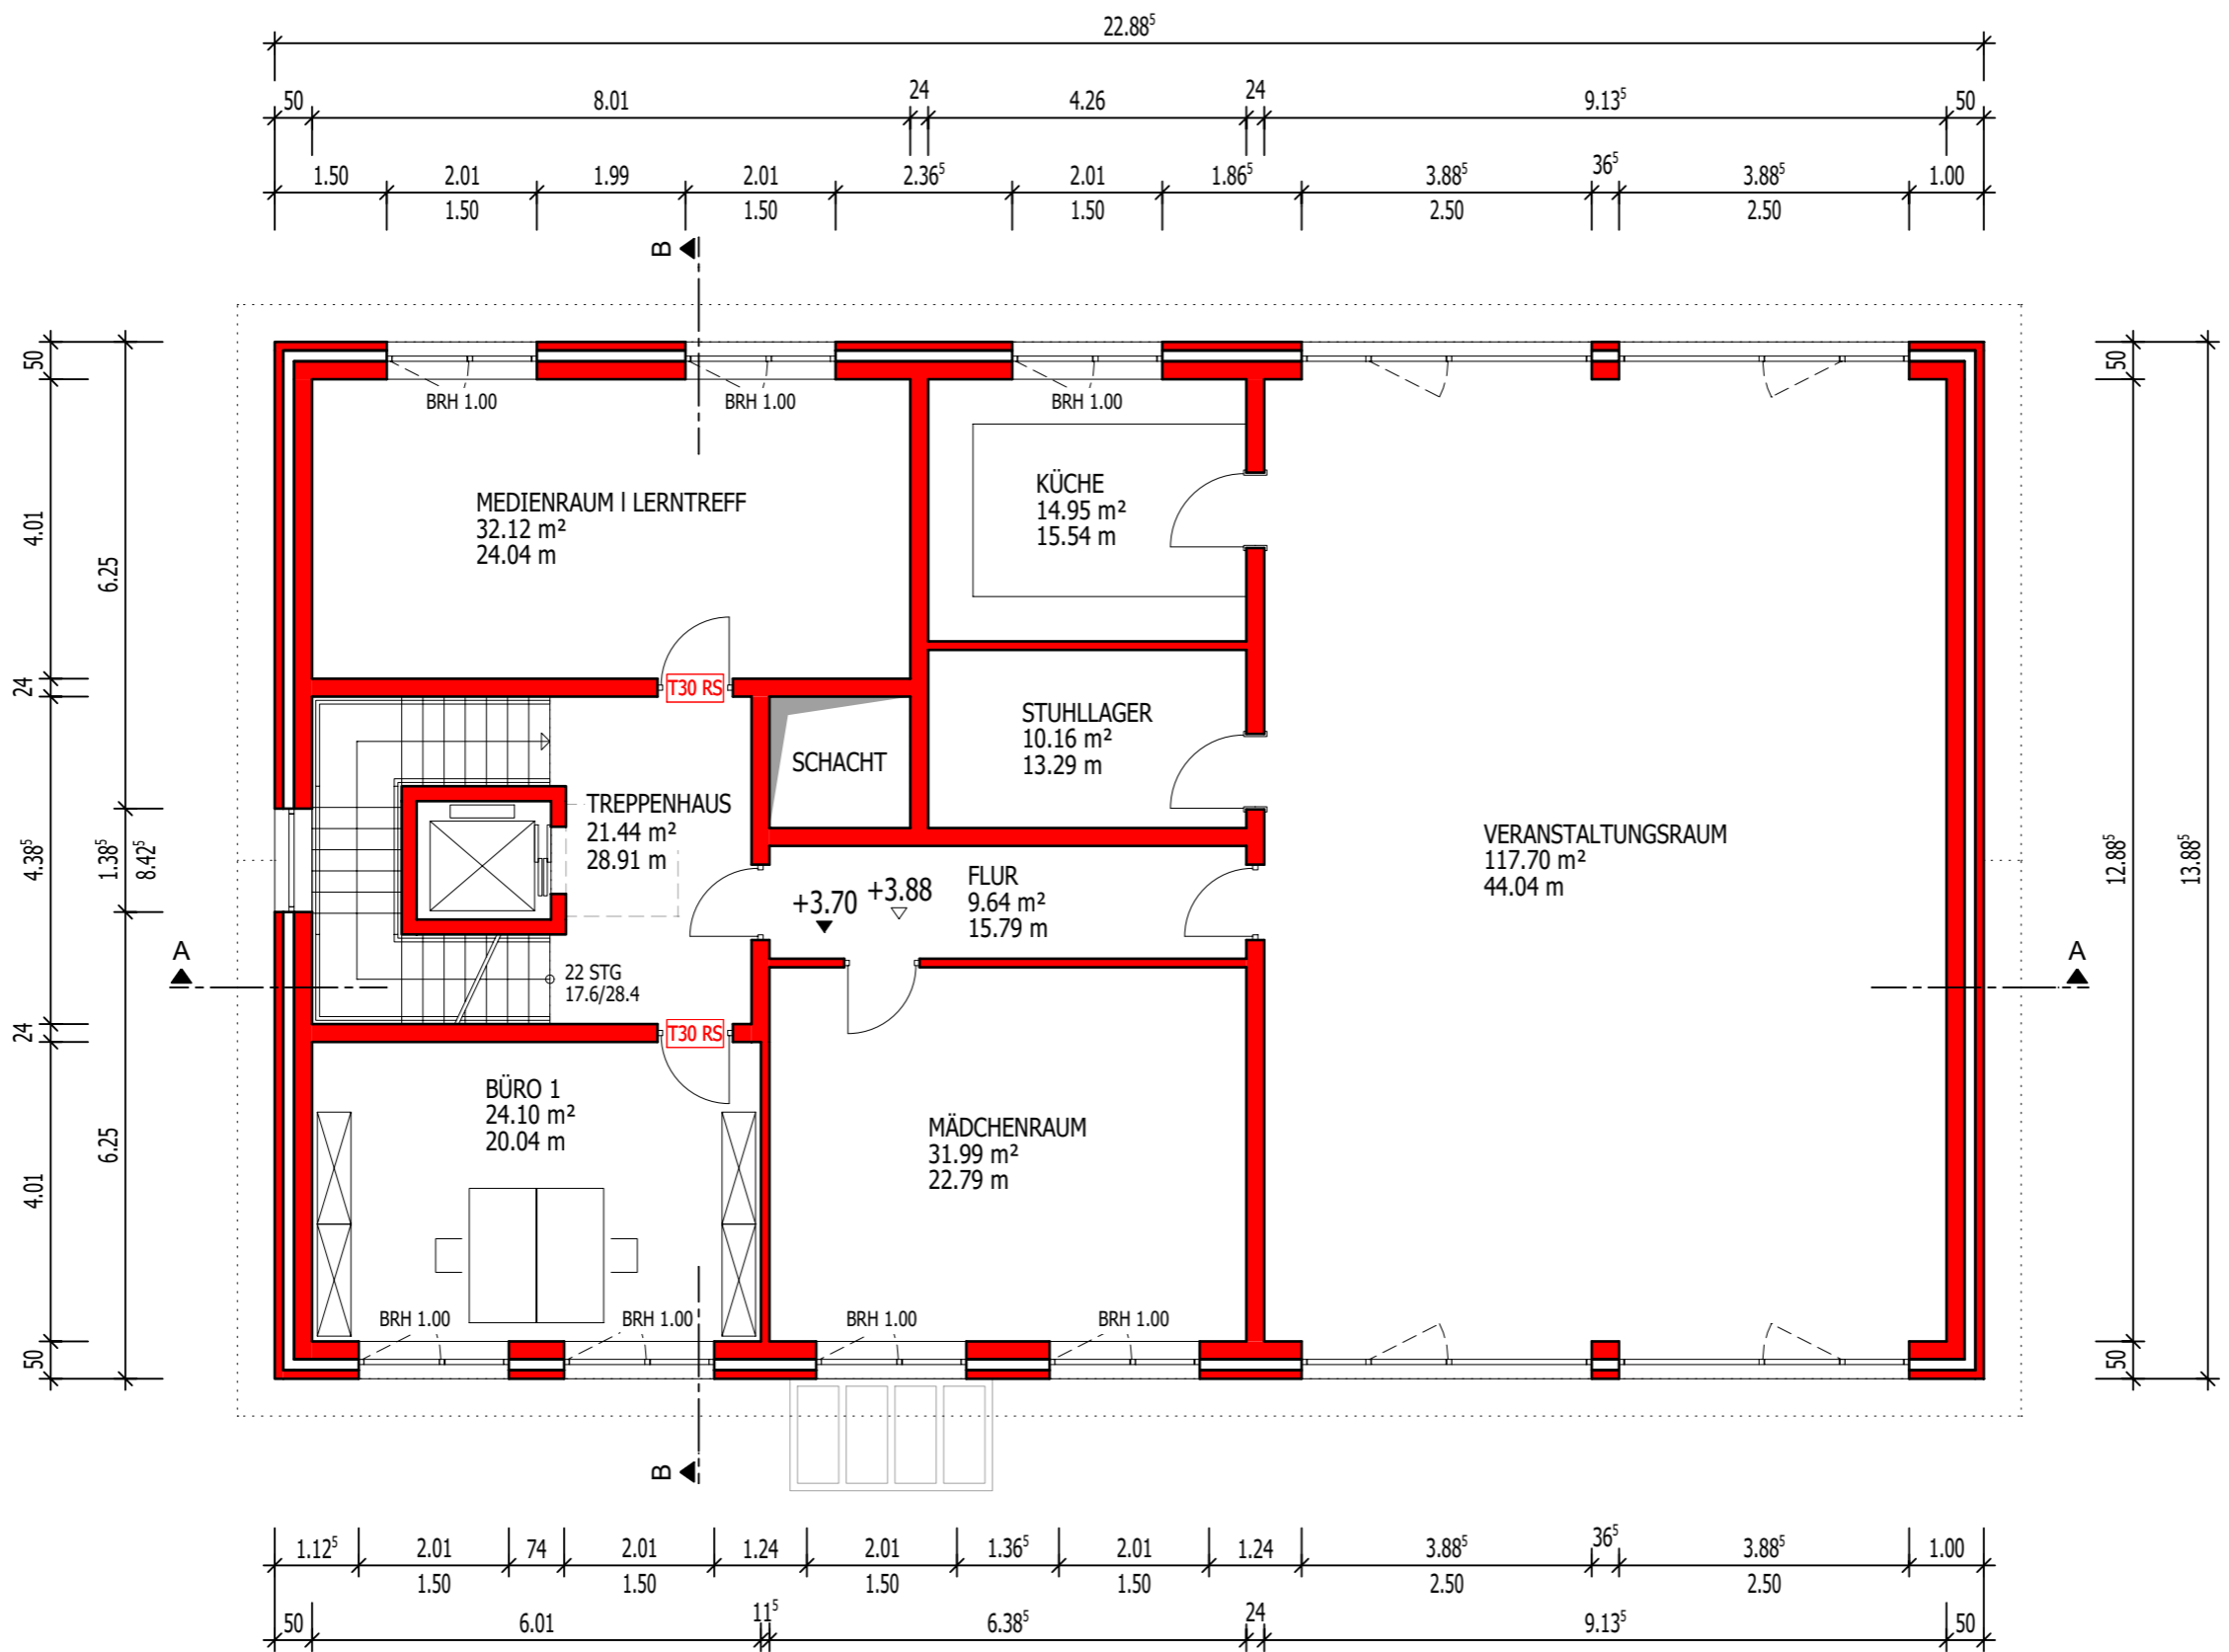 22.88⁵
50 8.01 24 4.26 24 9.13⁵ 50
1.50 2.01 1.99 2.01 2.36⁵ 2.01 1.86⁵ 3.88⁵ 36⁵ 3.88⁵ 1.00
1.50 1.50 1.50 2.50 2.50
B
BRH 1.00 BRH 1.00 BRH 1.00
MEDIENRAUM I LERNTREFF
32.12 m²
24.04 m
KÜCHE
14.95 m²
15.54 m
T30 RS
STUHLLAGER
10.16 m²
13.29 m
SCHACHT
TREPPENHAUS
21.44 m²
28.91 m
VERANSTALTUNGSRAUM
117.70 m²
44.04 m
FLUR
9.64 m²
15.79 m
+3.70 +3.88
22 STG
17.6/28.4
A
A
T30 RS
BÜRO 1
24.10 m²
20.04 m
MÄDCHENRAUM
31.99 m²
22.79 m
BRH 1.00 BRH 1.00 BRH 1.00 BRH 1.00
B
50
4.01
24
4.38⁵
24
4.01
50
6.25
1.38⁵
8.42⁵
6.25
50
12.88⁵
50
13.88⁵
1.12⁵ 2.01 74 2.01 1.24 2.01 1.36⁵ 2.01 1.24 3.88⁵ 36⁵ 3.88⁵ 1.00
1.50 1.50 1.50 1.50 2.50 2.50
50 6.01 11⁵ 6.38⁵ 24 9.13⁵ 50